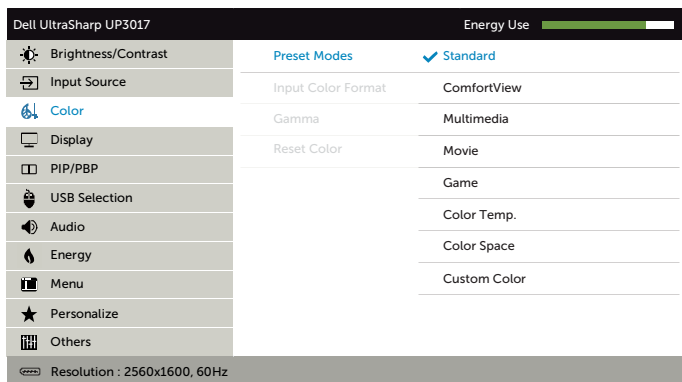 Dell UltraSharp UP3017 Energy Use
Brightness/Contrast Preset Modes Standard
Input Source Input Color Format ComfortView
Color Gamma Multimedia
Display Reset Color Movie
PIP/PBP Game
USB Selection Color Temp.
Audio Color Space
Energy Custom Color
Menu
Personalize
Others
Resolution : 2560x1600, 60Hz